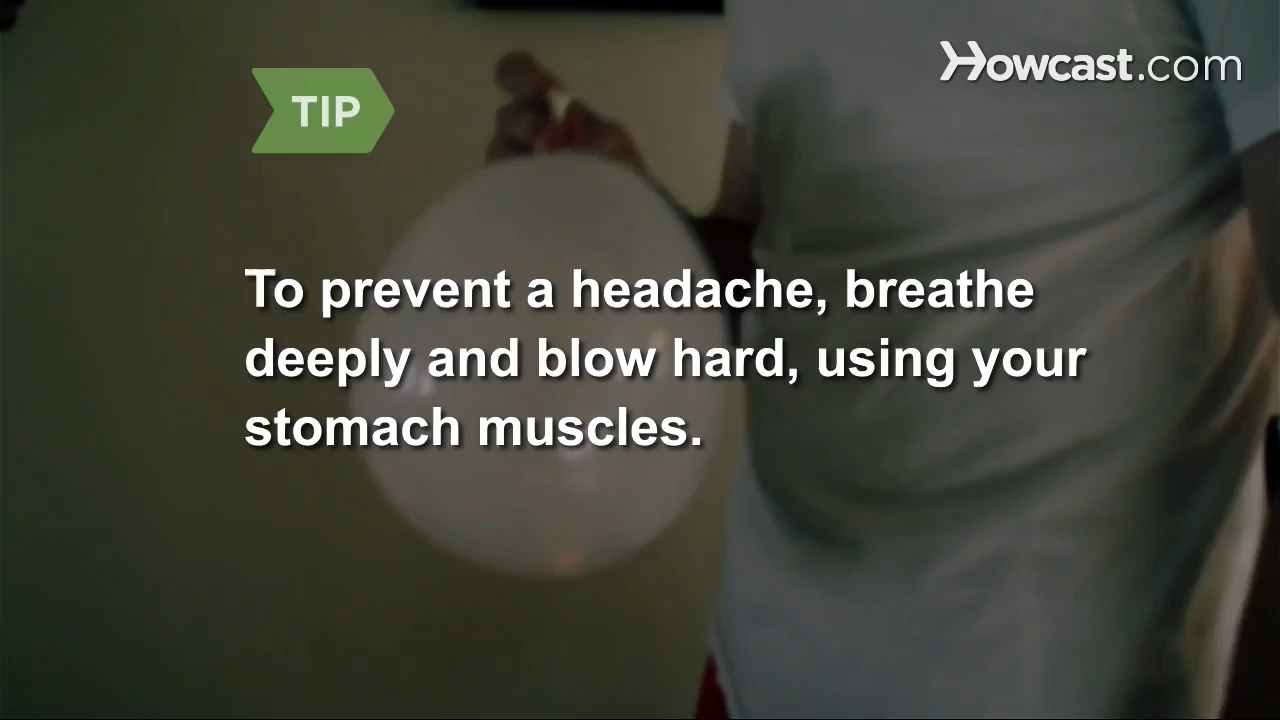 Howcast.com
TIP
To prevent a headache, breathe
deeply and blow hard, using your
stomach muscles.